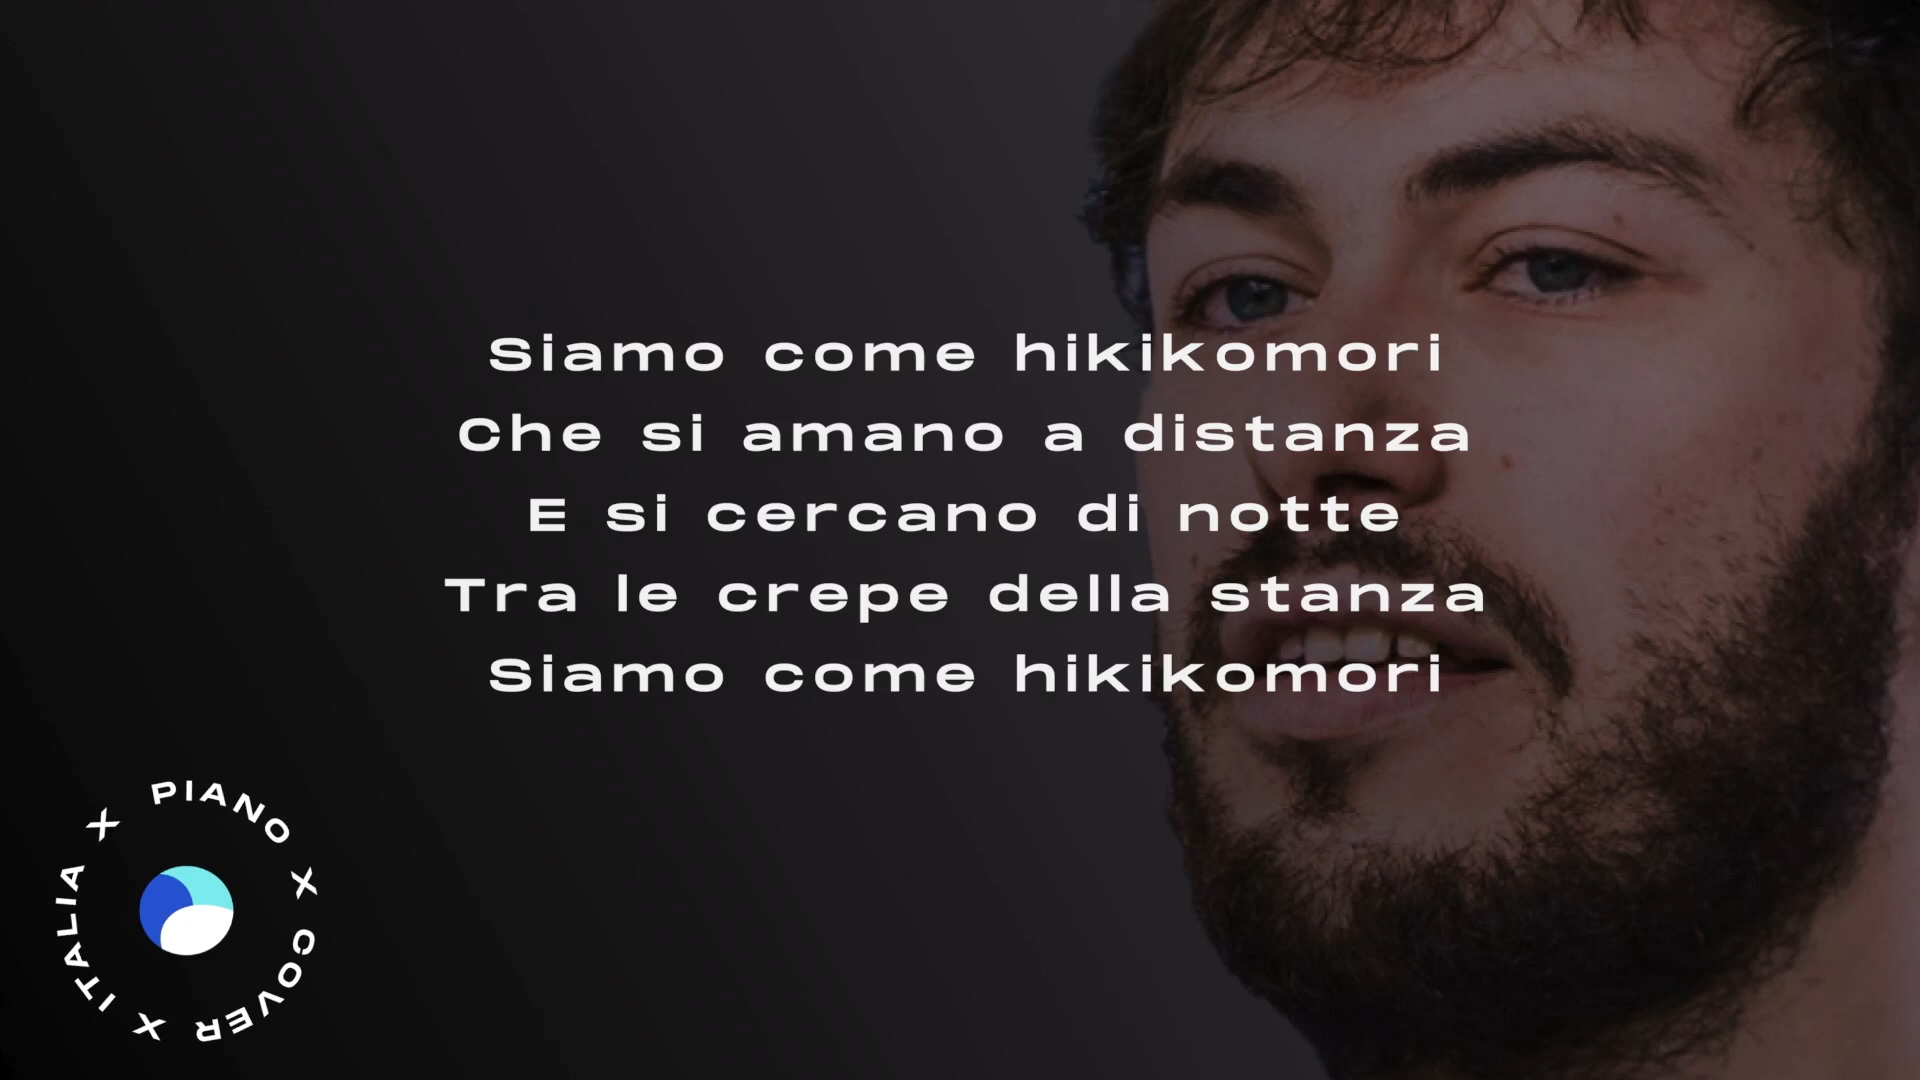 Siamo come hikikomori
Che si amano a distanza
E si cercano di notte
Tra le crepe della stanza
Siamo come hikikomori
PIANO X COVER X ITALIA X